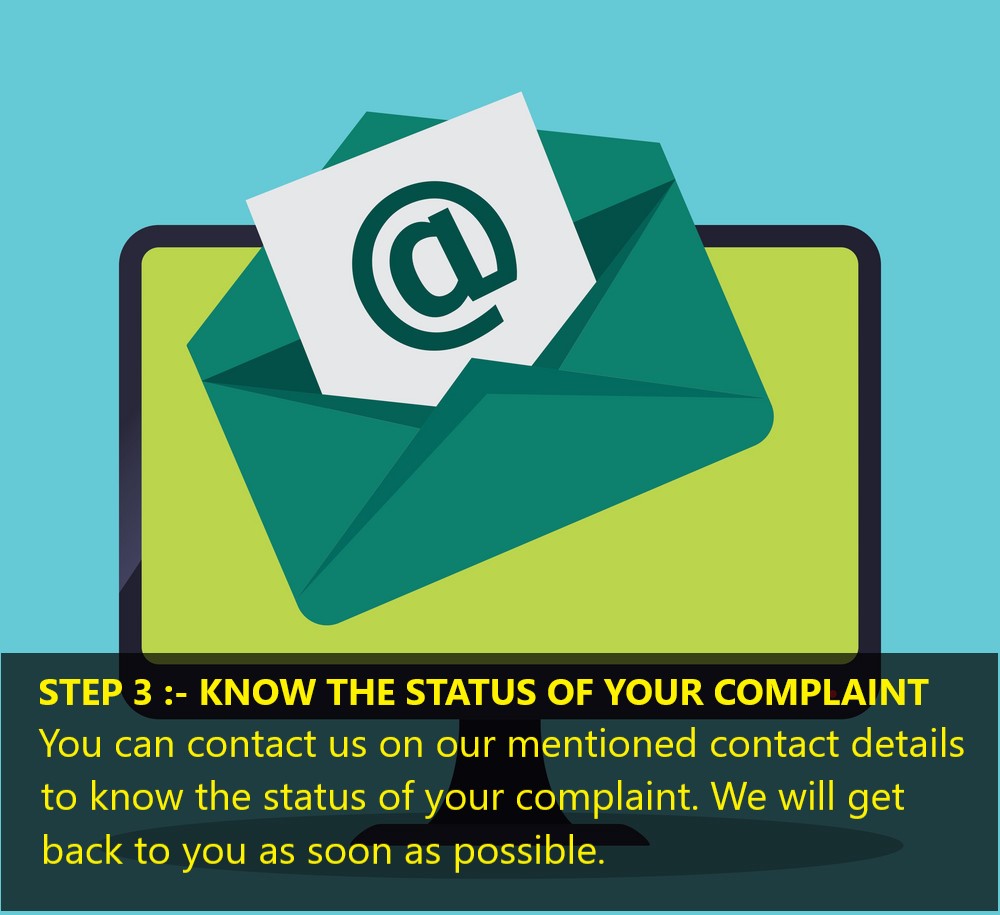 @
STEP 3 :- KNOW THE STATUS OF YOUR COMPLAINT
You can contact us on our mentioned contact details
to know the status of your complaint. We will get
back to you as soon as possible.